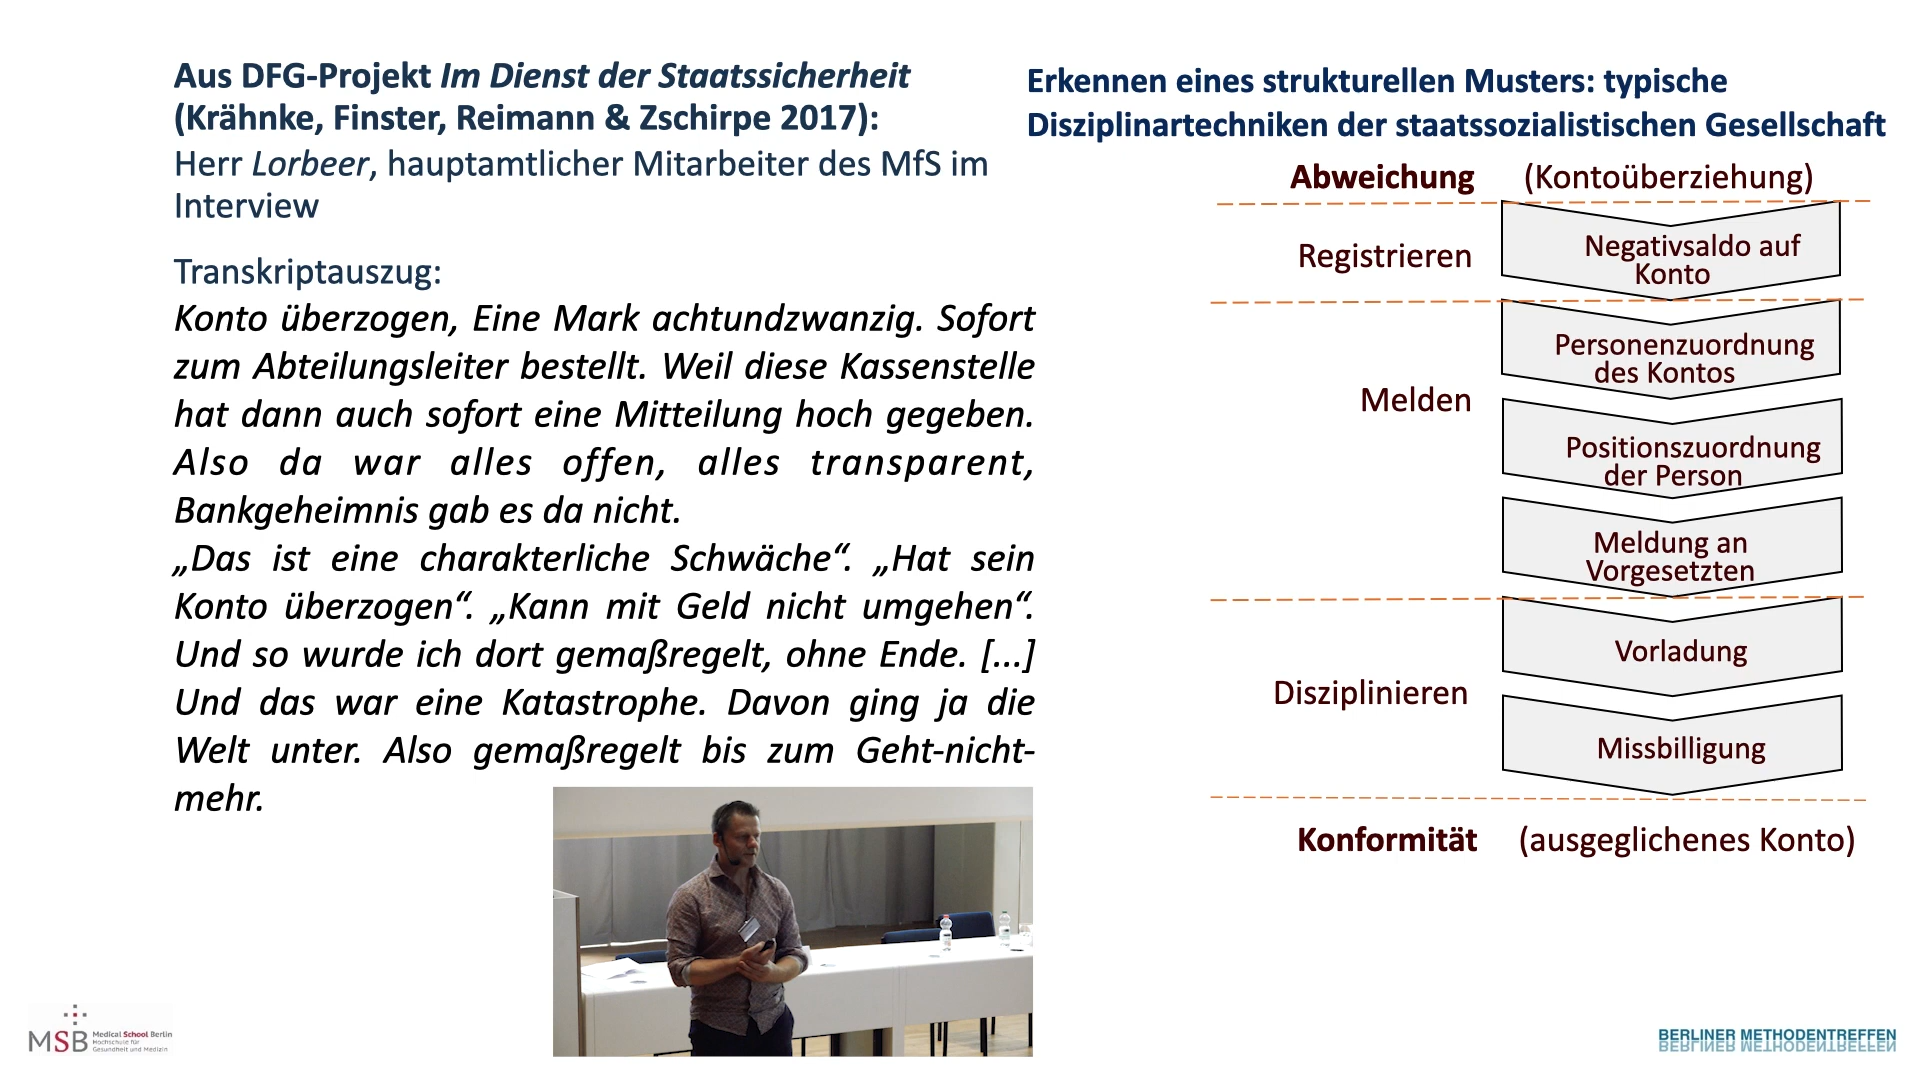 Aus DFG-Projekt Im Dienst der Staatssicherheit
(Krähnke, Finster, Reimann & Zschirpe 2017):
Herr Lorbeer, hauptamtlicher Mitarbeiter des MfS im
Interview
Transkriptauszug:
Konto überzogen, Eine Mark achtundzwanzig. Sofort
zum Abteilungsleiter bestellt. Weil diese Kassenstelle
hat dann auch sofort eine Mitteilung hoch gegeben.
Also da war alles offen, alles transparent,
Bankgeheimnis gab es da nicht.
„Das ist eine charakterliche Schwäche“. „Hat sein
Konto überzogen“. „Kann mit Geld nicht umgehen“.
Und so wurde ich dort gemaßregelt, ohne Ende. [...]
Und das war eine Katastrophe. Davon ging ja die
Welt unter. Also gemaßregelt bis zum Geht-nicht-
mehr.
Erkennen eines strukturellen Musters: typische
Disziplinartechniken der staatssozialistischen Gesellschaft
Abweichung (Kontoüberziehung)
Registrieren
Negativsaldo auf
Konto
Melden
Personenzuordnung
des Kontos
Positionszuordnung
der Person
Meldung an
Vorgesetzten
Disziplinieren
Vorladung
Missbilligung
Konformität (ausgeglichenes Konto)
MSB
Medical School Berlin
Hochschule für
Gesundheit und Medizin
BERLINER METHODENTREFFEN